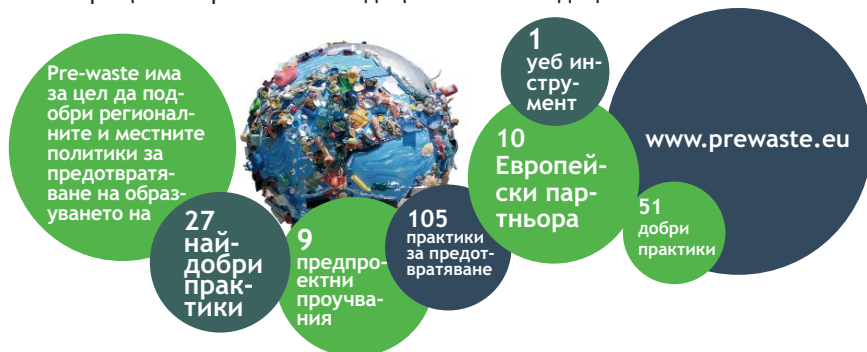 Pre-waste има
за цел да под-
обри регионал-
ните и местните
политики за
предотвратя-
ване на образ-
уването на
27
най-
добри
прак-
тики
9
предпро-
ектни
проучва-
ния
105
практики
за предот-
вратяване
10
Европей-
ски пар-
тньора
1
уеб ин-
стру-
мент
www.prewaste.eu
51
добри
практики